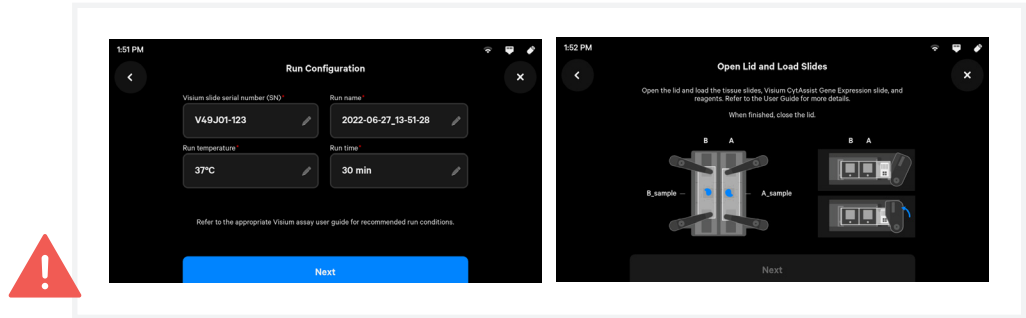 1:51 PM
Run Configuration
Visium slide serial number (SN)*
Run name*
V49J01-123
2022-06-27_13-51-28
Run temperature*
Run time*
37°C
30 min
Refer to the appropriate Visium assay user guide for recommended run conditions.
Next
1:52 PM
Open Lid and Load Slides
Open the lid and load the tissue slides, Visium CytAssist Gene Expression slide, and
reagents. Refer to the User Guide for more details.
When finished, close the lid.
B A
B A
B_sample
A_sample
Next